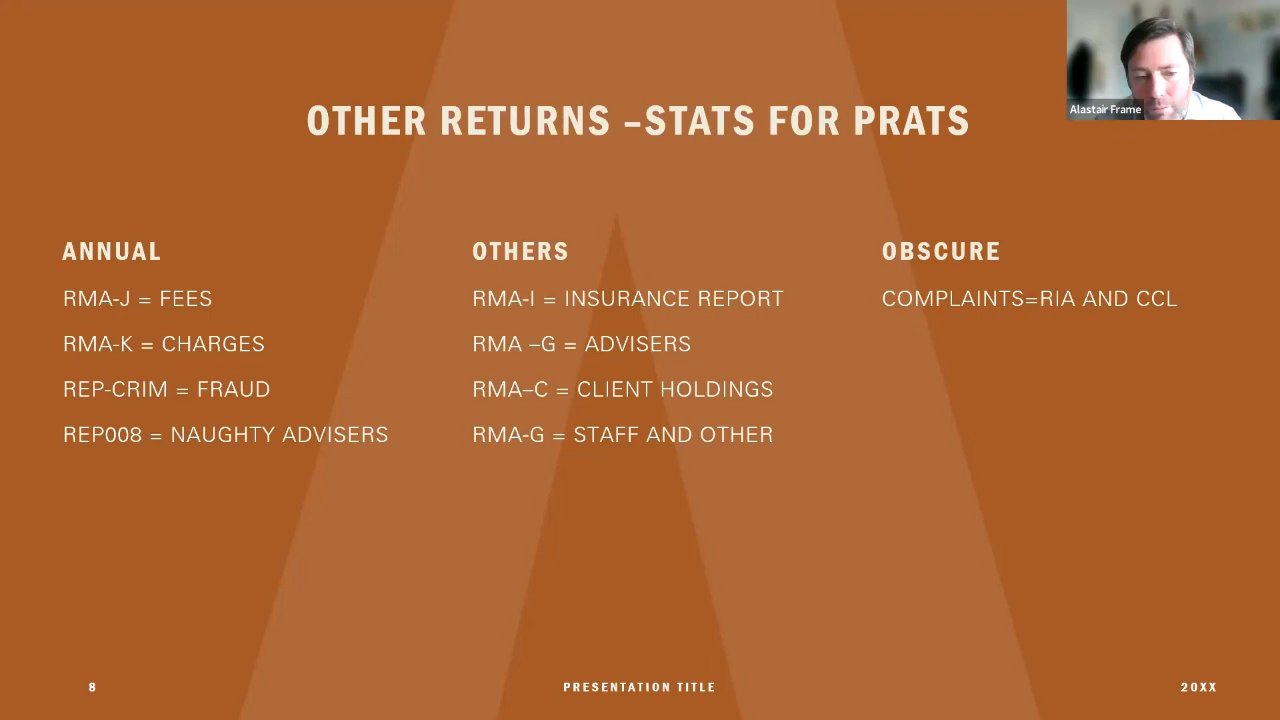 Alastair Frame
OTHER RETURNS –STATS FOR PRATS
ANNUAL
RMA-J = FEES
RMA-K = CHARGES
REP-CRIM = FRAUD
REP008 = NAUGHTY ADVISERS
OTHERS
RMA-I = INSURANCE REPORT
RMA –G = ADVISERS
RMA–C = CLIENT HOLDINGS
RMA-G = STAFF AND OTHER
OBSCURE
COMPLAINTS=RIA AND CCL
8
PRESENTATION TITLE
20XX